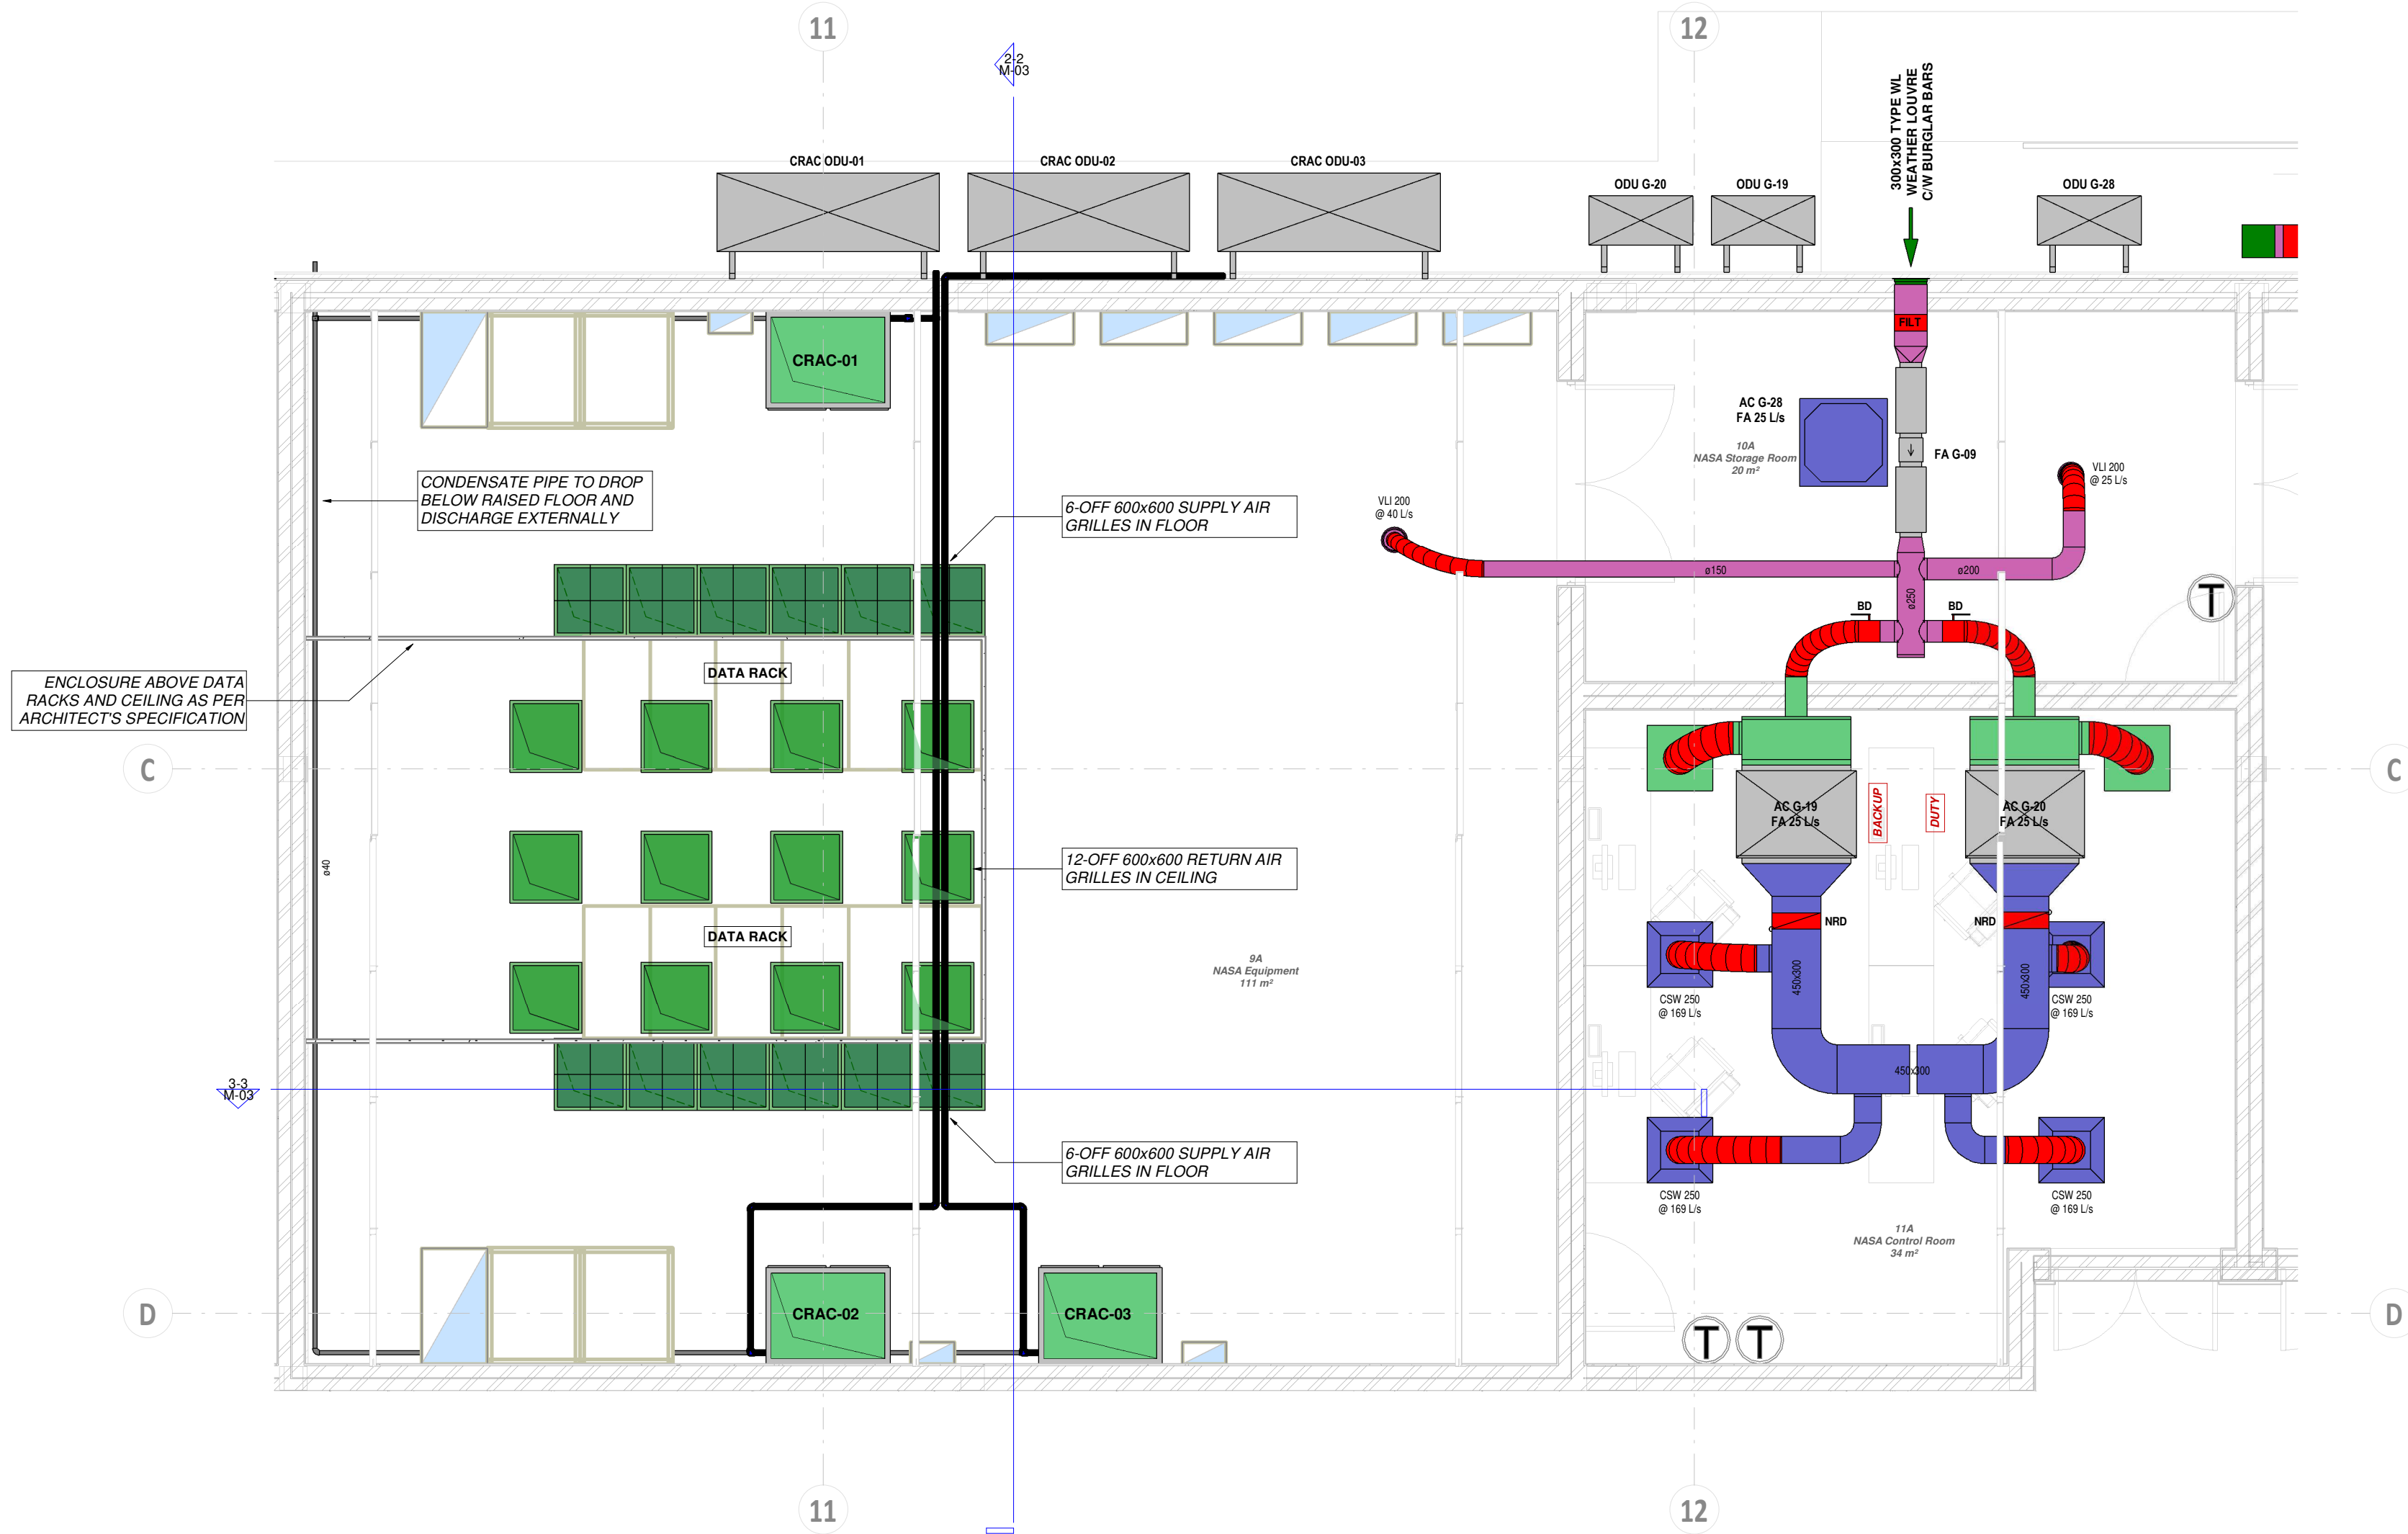 11
12
2-2
M-03
300x300 TYPE WL
WEATHER LOUVRE
C/W BURGLAR BARS
CRAC ODU-01
CRAC ODU-02
CRAC ODU-03
ODU G-20
ODU G-19
ODU G-28
FILT
CRAC-01
AC G-28
FA 25 L/s
10A
NASA Storage Room
20 m²
FA G-09
VLI 200
@ 25 L/s
CONDENSATE PIPE TO DROP
BELOW RAISED FLOOR AND
DISCHARGE EXTERNALLY
6-OFF 600x600 SUPPLY AIR
GRILLES IN FLOOR
VLI 200
@ 40 L/s
ø150
ø200
ø250
BD
BD
T
ENCLOSURE ABOVE DATA
RACKS AND CEILING AS PER
ARCHITECT'S SPECIFICATION
DATA RACK
C
C
AC G-19
FA 25 L/s
BACKUP
DUTY
AC G-20
FA 25 L/s
ø40
12-OFF 600x600 RETURN AIR
GRILLES IN CEILING
DATA RACK
NRD
NRD
9A
NASA Equipment
111 m²
450x300
450x300
CSW 250
@ 169 L/s
CSW 250
@ 169 L/s
450x300
3-3
M-03
6-OFF 600x600 SUPPLY AIR
GRILLES IN FLOOR
CSW 250
@ 169 L/s
CSW 250
@ 169 L/s
11A
NASA Control Room
34 m²
D
CRAC-02
CRAC-03
D
T
T
11
12